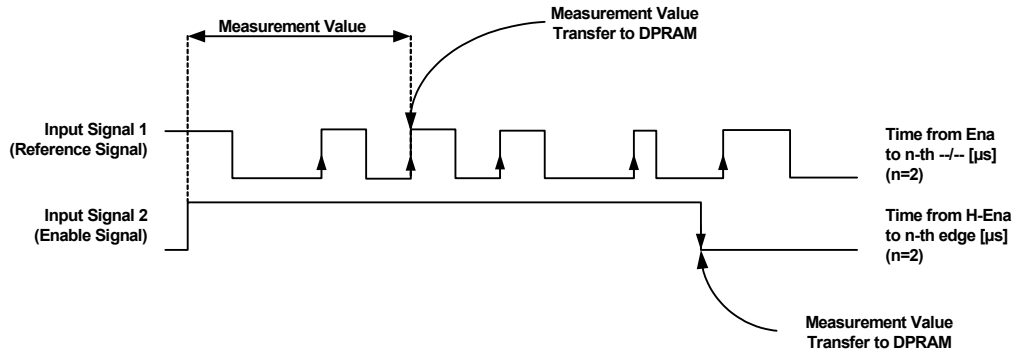 Measurement Value
Measurement Value
Transfer to DPRAM
Input Signal 1
(Reference Signal)
Time from Ena
to n-th --/-- [µs]
(n=2)
Input Signal 2
(Enable Signal)
Time from H-Ena
to n-th edge [µs]
(n=2)
Measurement Value
Transfer to DPRAM